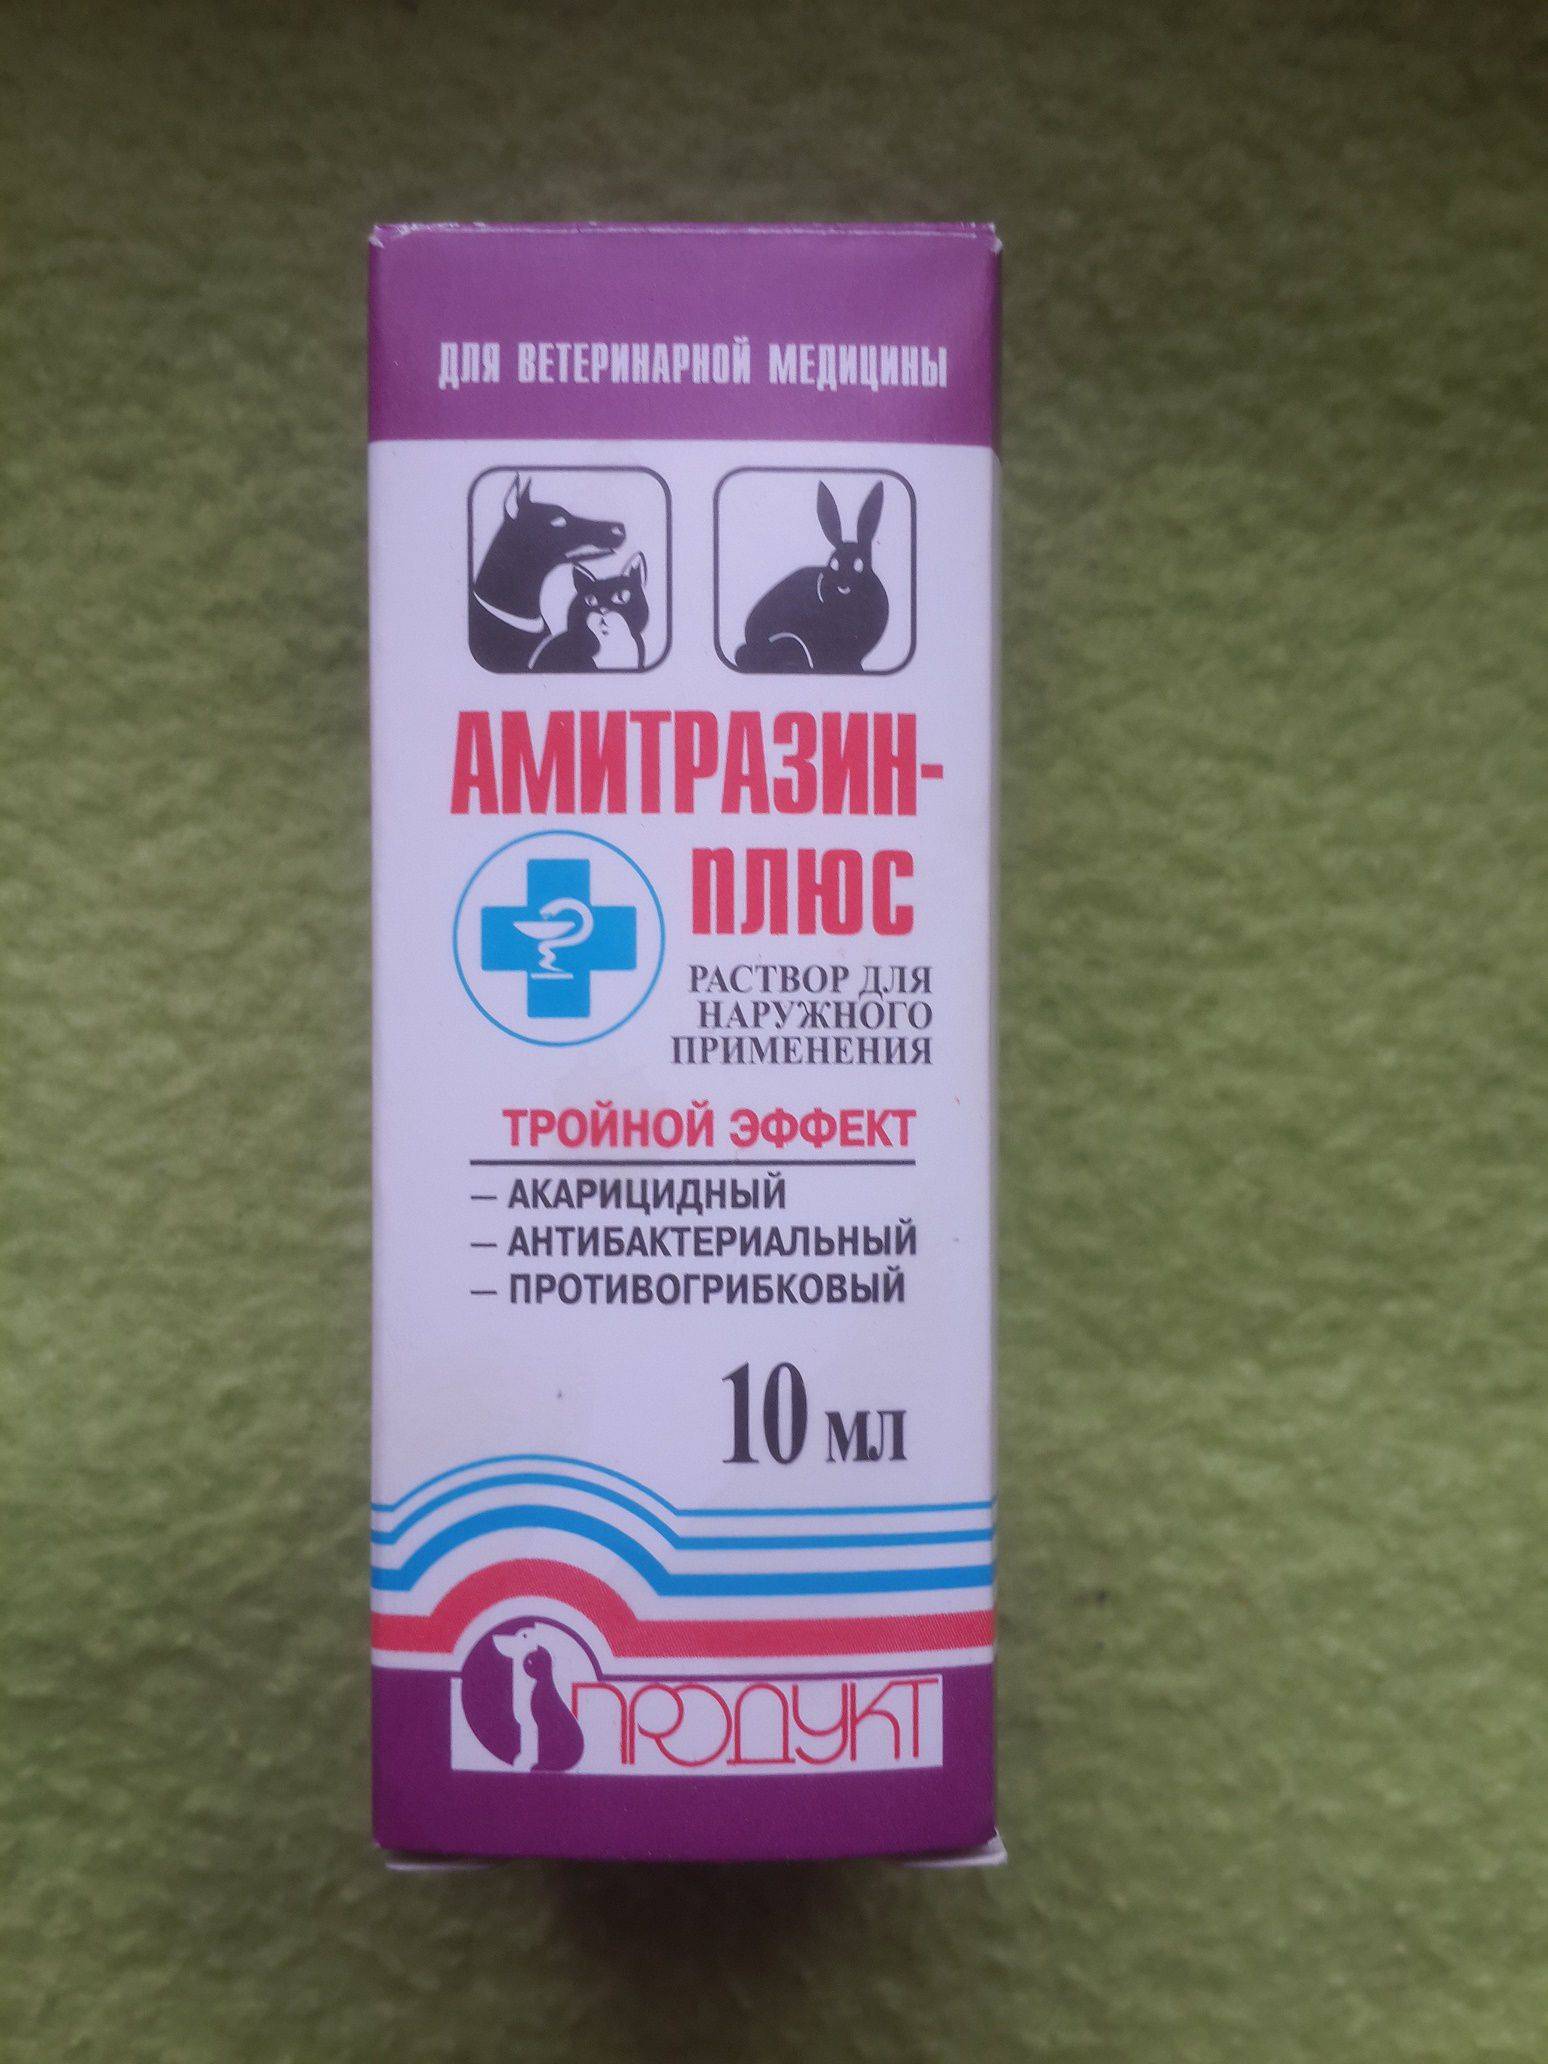 ДЛЯ ВЕТЕРИНАРНОЙ МЕДИЦИНЫ
АМИТРАЗИН-
ПЛЮС
РАСТВОР ДЛЯ
НАРУЖНОГО
ПРИМЕНЕНИЯ
ТРОЙНОЙ ЭФФЕКТ
– АКАРИЦИДНЫЙ
– АНТИБАКТЕРИАЛЬНЫЙ
– ПРОТИВОГРИБКОВЫЙ
10 мл
ПРОДУКТ